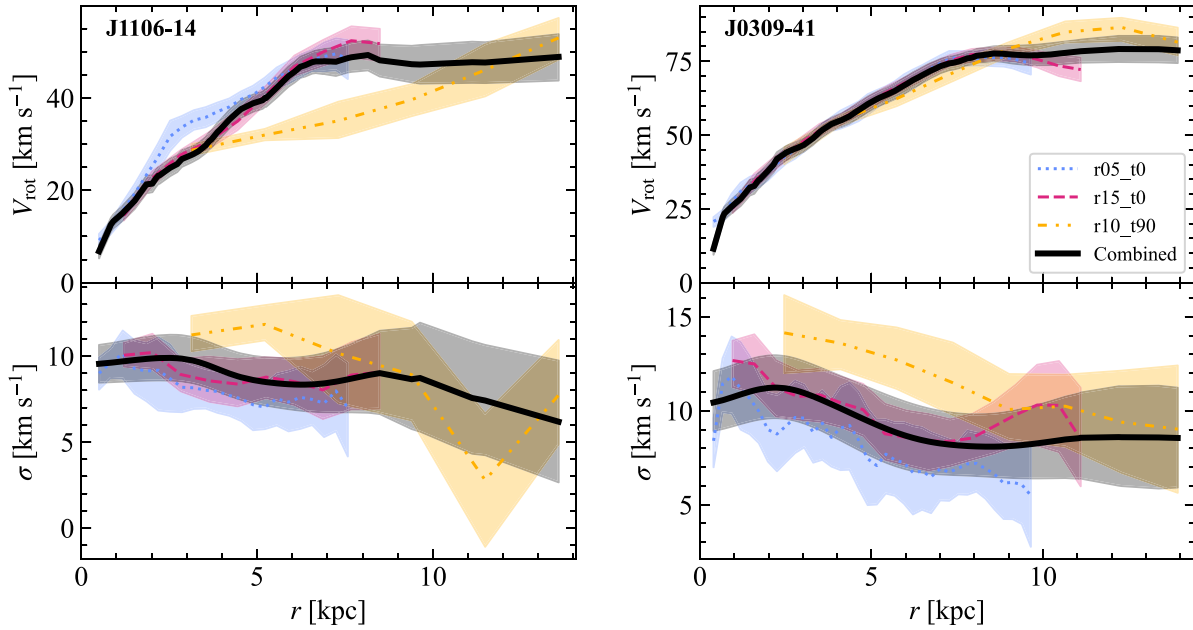 J1106-14
J0309-41
V_rot [km s⁻¹]
40
20
0
V_rot [km s⁻¹]
75
50
25
0
r05_t0
r15_t0
r10_t90
Combined
σ [km s⁻¹]
10
5
0
σ [km s⁻¹]
15
10
5
0
5
10
r [kpc]
0
5
10
r [kpc]